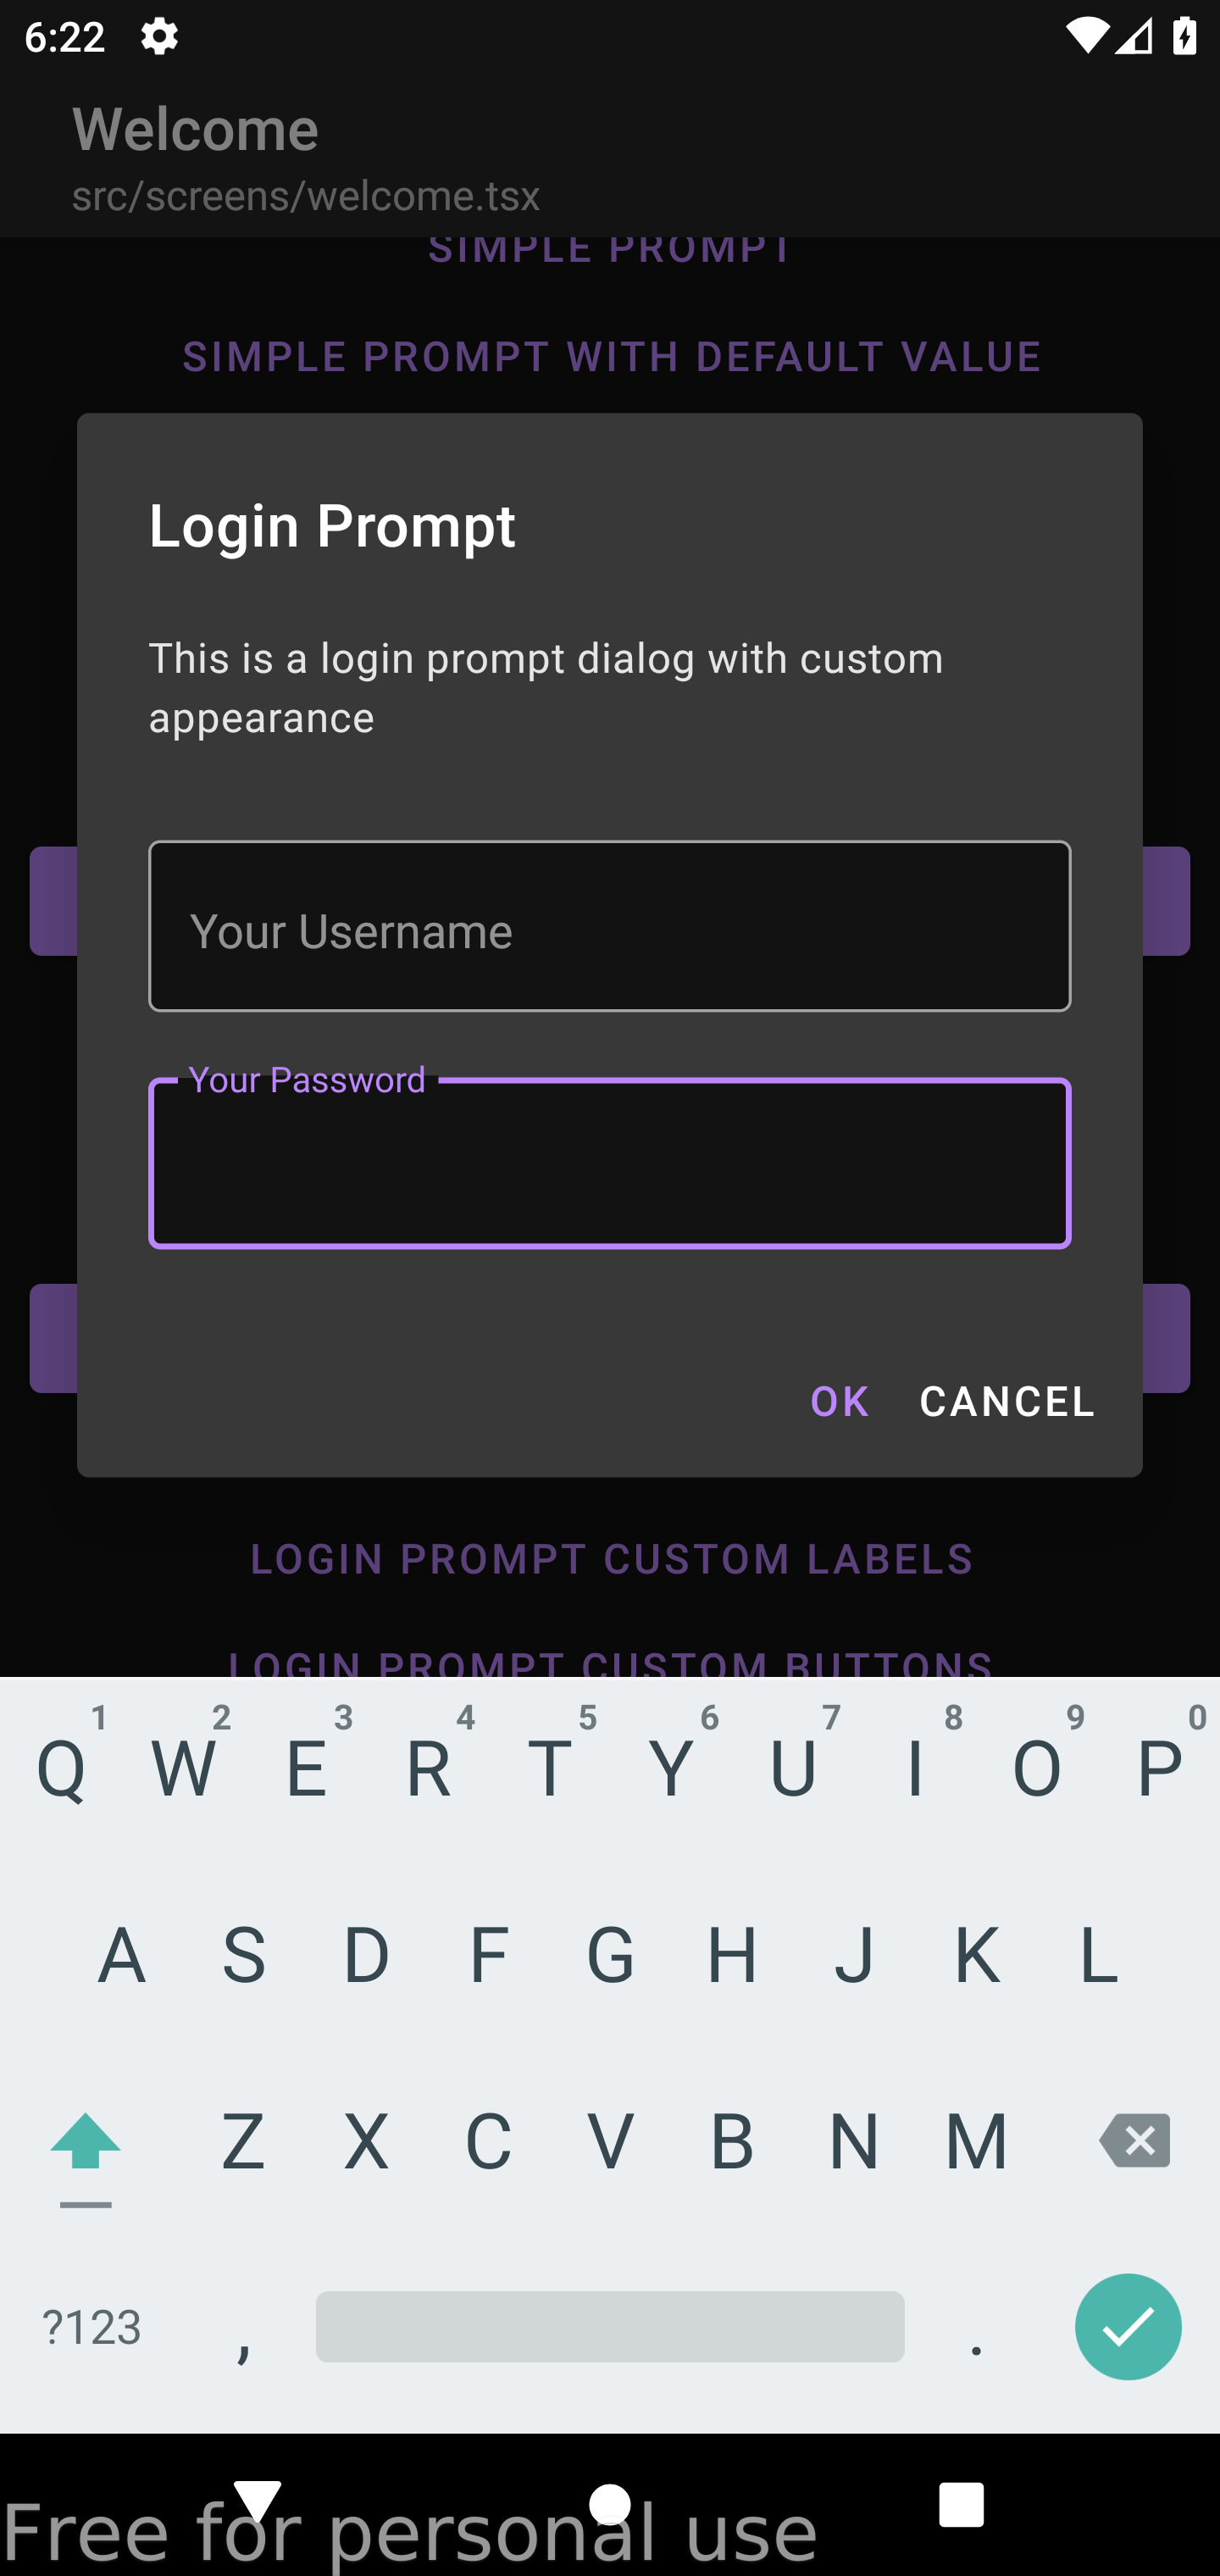 6:22
Welcome
src/screens/welcome.tsx
SIMPLE PROMPT
SIMPLE PROMPT WITH DEFAULT VALUE
Login Prompt
This is a login prompt dialog with custom
appearance
Your Username
Your Password
OK CANCEL
LOGIN PROMPT CUSTOM LABELS
LOGIN PROMPT CUSTOM BUTTONS
1 2 3 4 5 6 7 8 9 0
Q W E R T Y U I O P
A S D F G H J K L
Z X C V B N M
?123 , .
Free for personal use